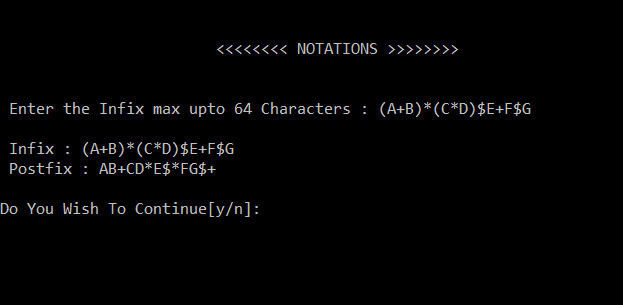 <<<<<<<< NOTATIONS >>>>>>>>
Enter the Infix max upto 64 Characters : (A+B)*(C*D)$E+F$G
Infix : (A+B)*(C*D)$E+F$G
Postfix : AB+CD*E$*FG$+
Do You Wish To Continue[y/n]: